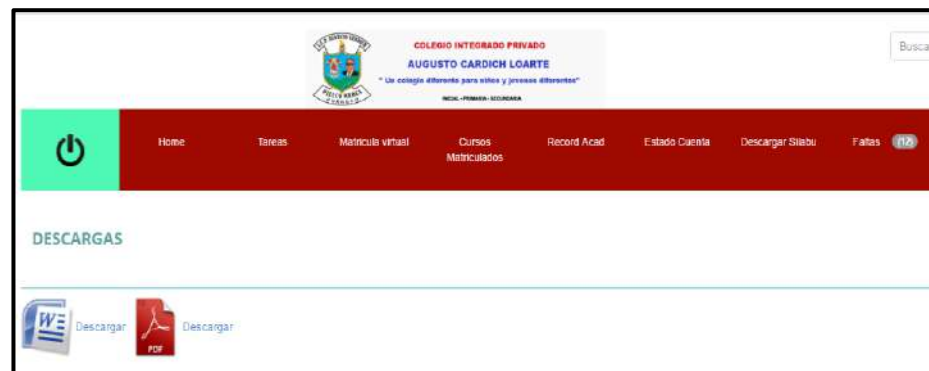 COLEGIO INTEGRADO PRIVADO
AUGUSTO CARDICH LOARTE
" Un colegio diferente para niños y jovenes diferentes"
INICIAL - PRIMARIA - SECUNDARIA
Busca
Home Tareas Matricula virtual Cursos Matriculados Record Acad Estado Cuenta Descargar Silabu Faltas (12)
DESCARGAS
W Descargar PDF Descargar